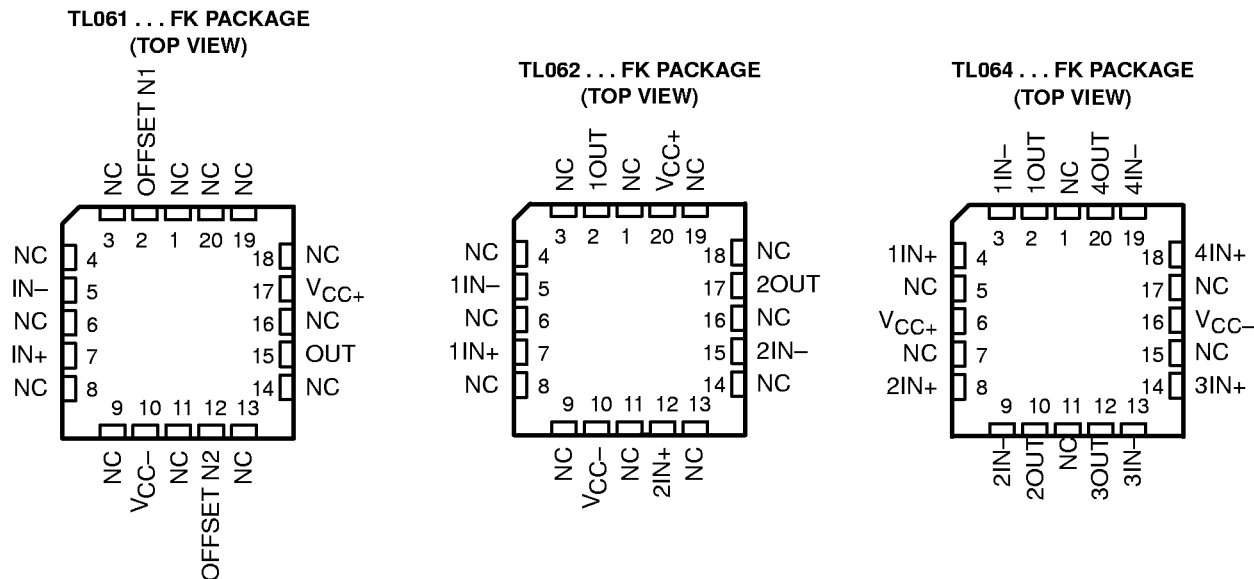 TL061 . . . FK PACKAGE
(TOP VIEW)
NC
OFFSET N1
NC
NC
NC
3 2 1 20 19
NC 4 18 NC
IN– 5 17 VCC+
NC 6 16 NC
IN+ 7 15 OUT
NC 8 14 NC
9 10 11 12 13
NC
VCC–
NC
OFFSET N2
NC
TL062 . . . FK PACKAGE
(TOP VIEW)
NC
1OUT
NC
VCC+
NC
3 2 1 20 19
NC 4 18 NC
1IN– 5 17 2OUT
NC 6 16 NC
1IN+ 7 15 2IN–
NC 8 14 NC
9 10 11 12 13
NC
VCC–
NC
2IN+
NC
TL064 . . . FK PACKAGE
(TOP VIEW)
1IN–
1OUT
NC
4OUT
4IN–
3 2 1 20 19
1IN+ 4 18 4IN+
NC 5 17 NC
VCC+ 6 16 VCC–
NC 7 15 NC
2IN+ 8 14 3IN+
9 10 11 12 13
2IN–
2OUT
NC
3OUT
3IN–